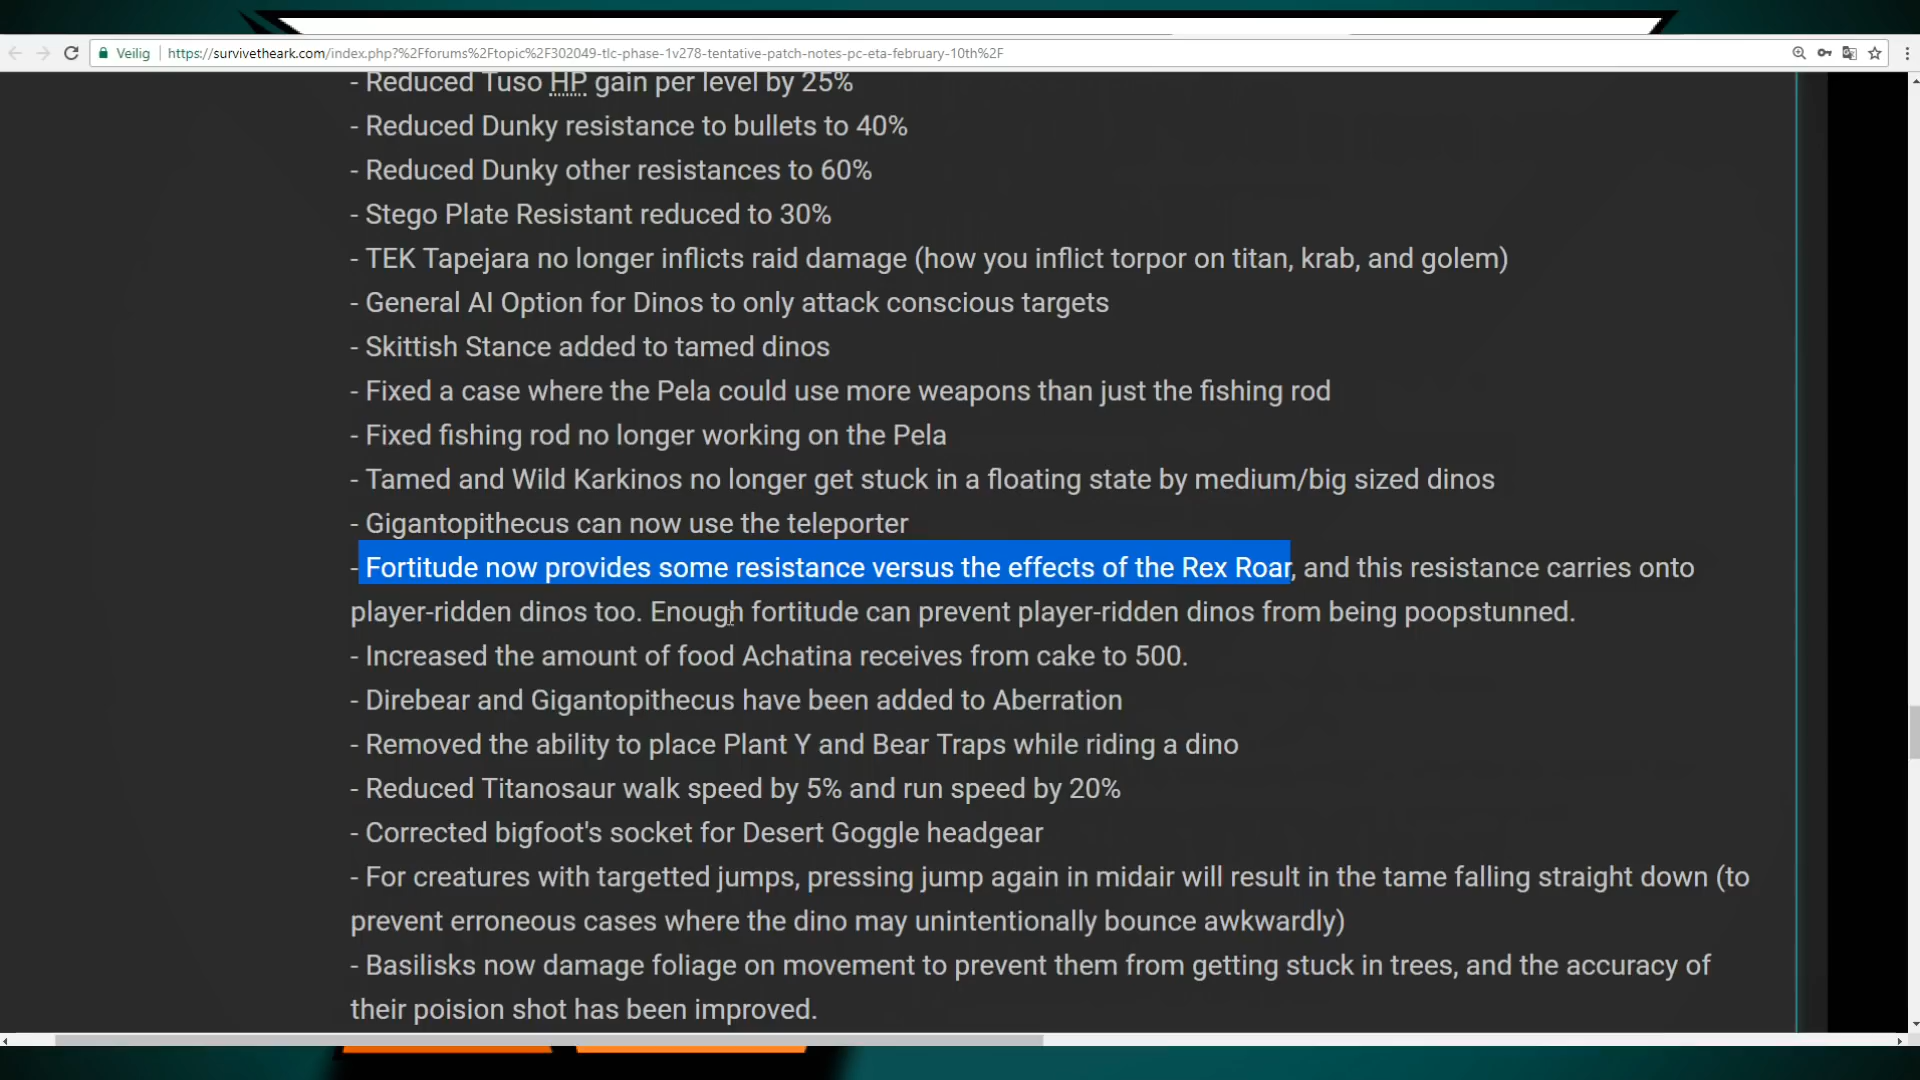 Veilig
https://survivetheark.com/index.php?%2Fforums%2Ftopic%2F302049-tlc-phase-1v278-tentative-patch-notes-pc-eta-february-10th%2F
- Reduced Tuso HP gain per level by 25%
- Reduced Dunky resistance to bullets to 40%
- Reduced Dunky other resistances to 60%
- Stego Plate Resistant reduced to 30%
- TEK Tapejara no longer inflicts raid damage (how you inflict torpor on titan, krab, and golem)
- General AI Option for Dinos to only attack conscious targets
- Skittish Stance added to tamed dinos
- Fixed a case where the Pela could use more weapons than just the fishing rod
- Fixed fishing rod no longer working on the Pela
- Tamed and Wild Karkinos no longer get stuck in a floating state by medium/big sized dinos
- Gigantopithecus can now use the teleporter
- Fortitude now provides some resistance versus the effects of the Rex Roar, and this resistance carries onto
player-ridden dinos too. Enough fortitude can prevent player-ridden dinos from being poopstunned.
- Increased the amount of food Achatina receives from cake to 500.
- Direbear and Gigantopithecus have been added to Aberration
- Removed the ability to place Plant Y and Bear Traps while riding a dino
- Reduced Titanosaur walk speed by 5% and run speed by 20%
- Corrected bigfoot's socket for Desert Goggle headgear
- For creatures with targetted jumps, pressing jump again in midair will result in the tame falling straight down (to
prevent erroneous cases where the dino may unintentionally bounce awkwardly)
- Basilisks now damage foliage on movement to prevent them from getting stuck in trees, and the accuracy of
their poision shot has been improved.